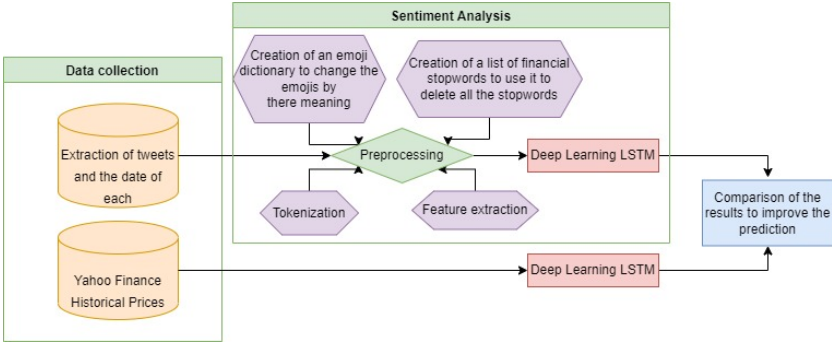 Sentiment Analysis
Data collection
Creation of an emoji
dictionary to change the
emojis by
there meaning
Creation of a list of financial
stopwords to use it to
delete all the stopwords
Extraction of tweets
and the date of
each
Preprocessing
Deep Learning LSTM
Tokenization
Feature extraction
Comparison of the
results to improve the
prediction
Yahoo Finance
Historical Prices
Deep Learning LSTM